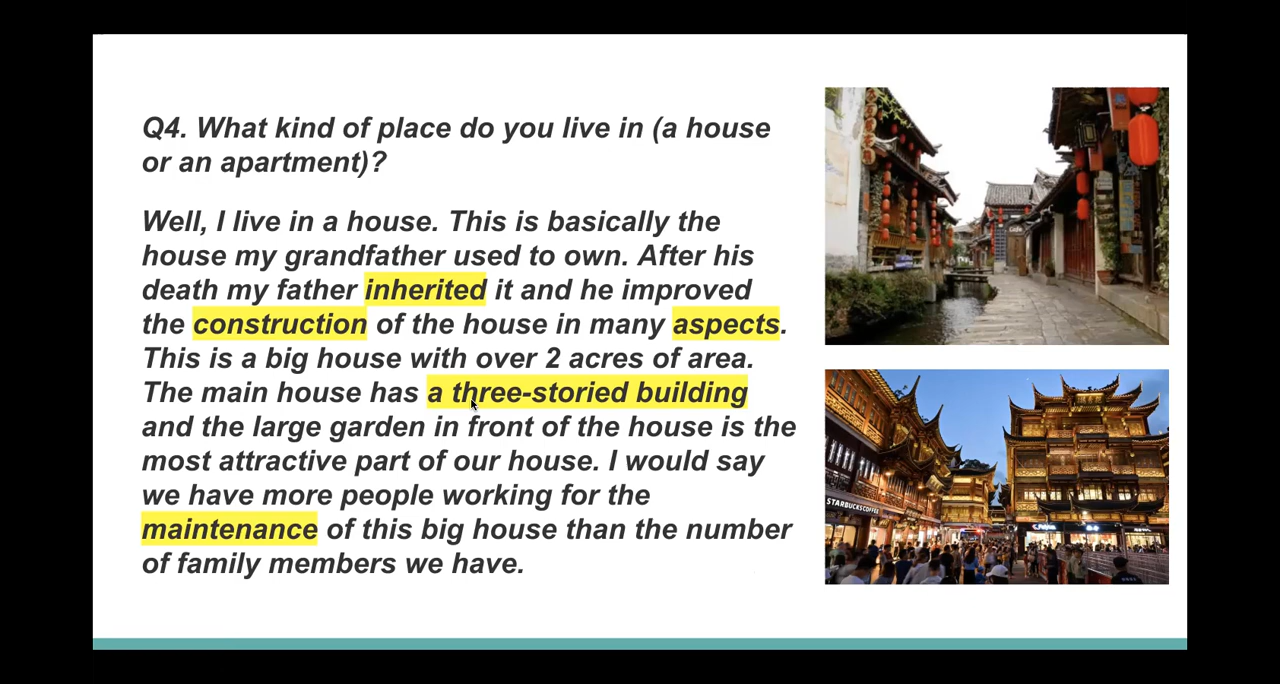 Q4. What kind of place do you live in (a house
or an apartment)?
Well, I live in a house. This is basically the
house my grandfather used to own. After his
death my father inherited it and he improved
the construction of the house in many aspects.
This is a big house with over 2 acres of area.
The main house has a three-storied building
and the large garden in front of the house is the
most attractive part of our house. I would say
we have more people working for the
maintenance of this big house than the number
of family members we have.
Cafe
STARBUCKS COFFEE